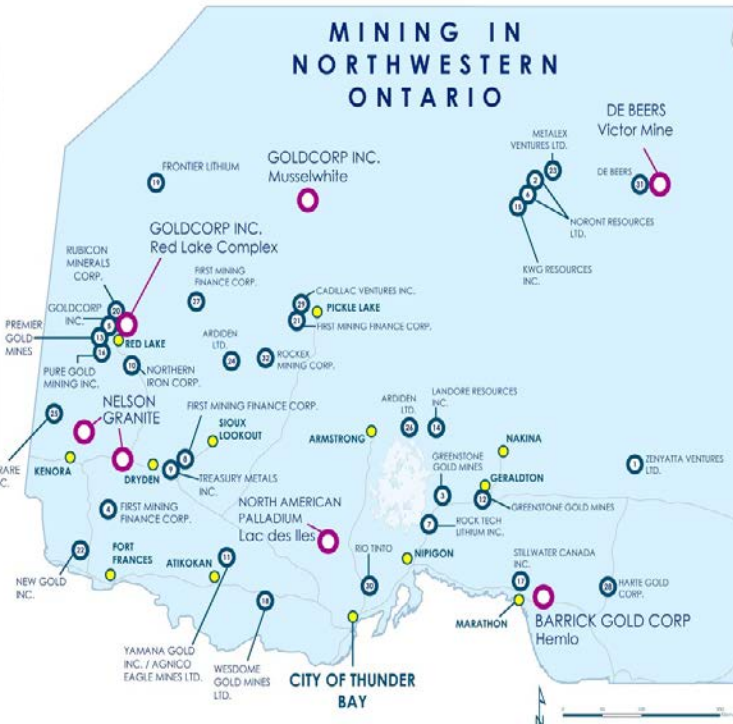 MINING IN
NORTHWESTERN
ONTARIO
DE BEERS
Victor Mine
METALEX
VENTURES LTD.
25
2
6
15
DE BEERS
31
NORONT RESOURCES
LTD.
KWG RESOURCES
INC.
FRONTIER LITHIUM
19
GOLDCORP INC.
Musselwhite
GOLDCORP INC.
Red Lake Complex
RUBICON
MINERALS
CORP.
20
GOLDCORP
INC.
5
PREMIER
GOLD
MINES
13
16
RED LAKE
PURE GOLD
MINING INC.
10
NORTHERN
IRON CORP.
FIRST MINING
FINANCE CORP.
27
ARDIDEN
LTD.
24
ROCKEX
MINING CORP.
CADILLAC VENTURES INC.
29
PICKLE LAKE
21
FIRST MINING FINANCE CORP.
NELSON
GRANITE
KENORA
DRYDEN
FIRST MINING FINANCE CORP.
8
9
TREASURY METALS
INC.
SIOUX
LOOKOUT
ARMSTRONG
ARDIDEN
LTD.
26
LANDORE RESOURCES
INC.
14
NAKINA
GREENSTONE
GOLD MINES
3
GERALDTON
12
GREENSTONE GOLD MINES
7
ROCK TECH
LITHIUM INC.
1
ZENYATTA VENTURES
LTD.
4
FIRST MINING
FINANCE CORP.
NORTH AMERICAN
PALLADIUM
Lac des Iles
22
NEW GOLD
INC.
FORT
FRANCES
ATIKOKAN
11
YAMANA GOLD
INC. / AGNICO
EAGLE MINES LTD.
18
WESDOME
GOLD MINES
LTD.
RIO TINTO
30
NIPIGON
CITY OF THUNDER
BAY
STILLWATER CANADA
INC.
17
MARATHON
BARRICK GOLD CORP
Hemlo
28
HARTE GOLD
CORP.
N